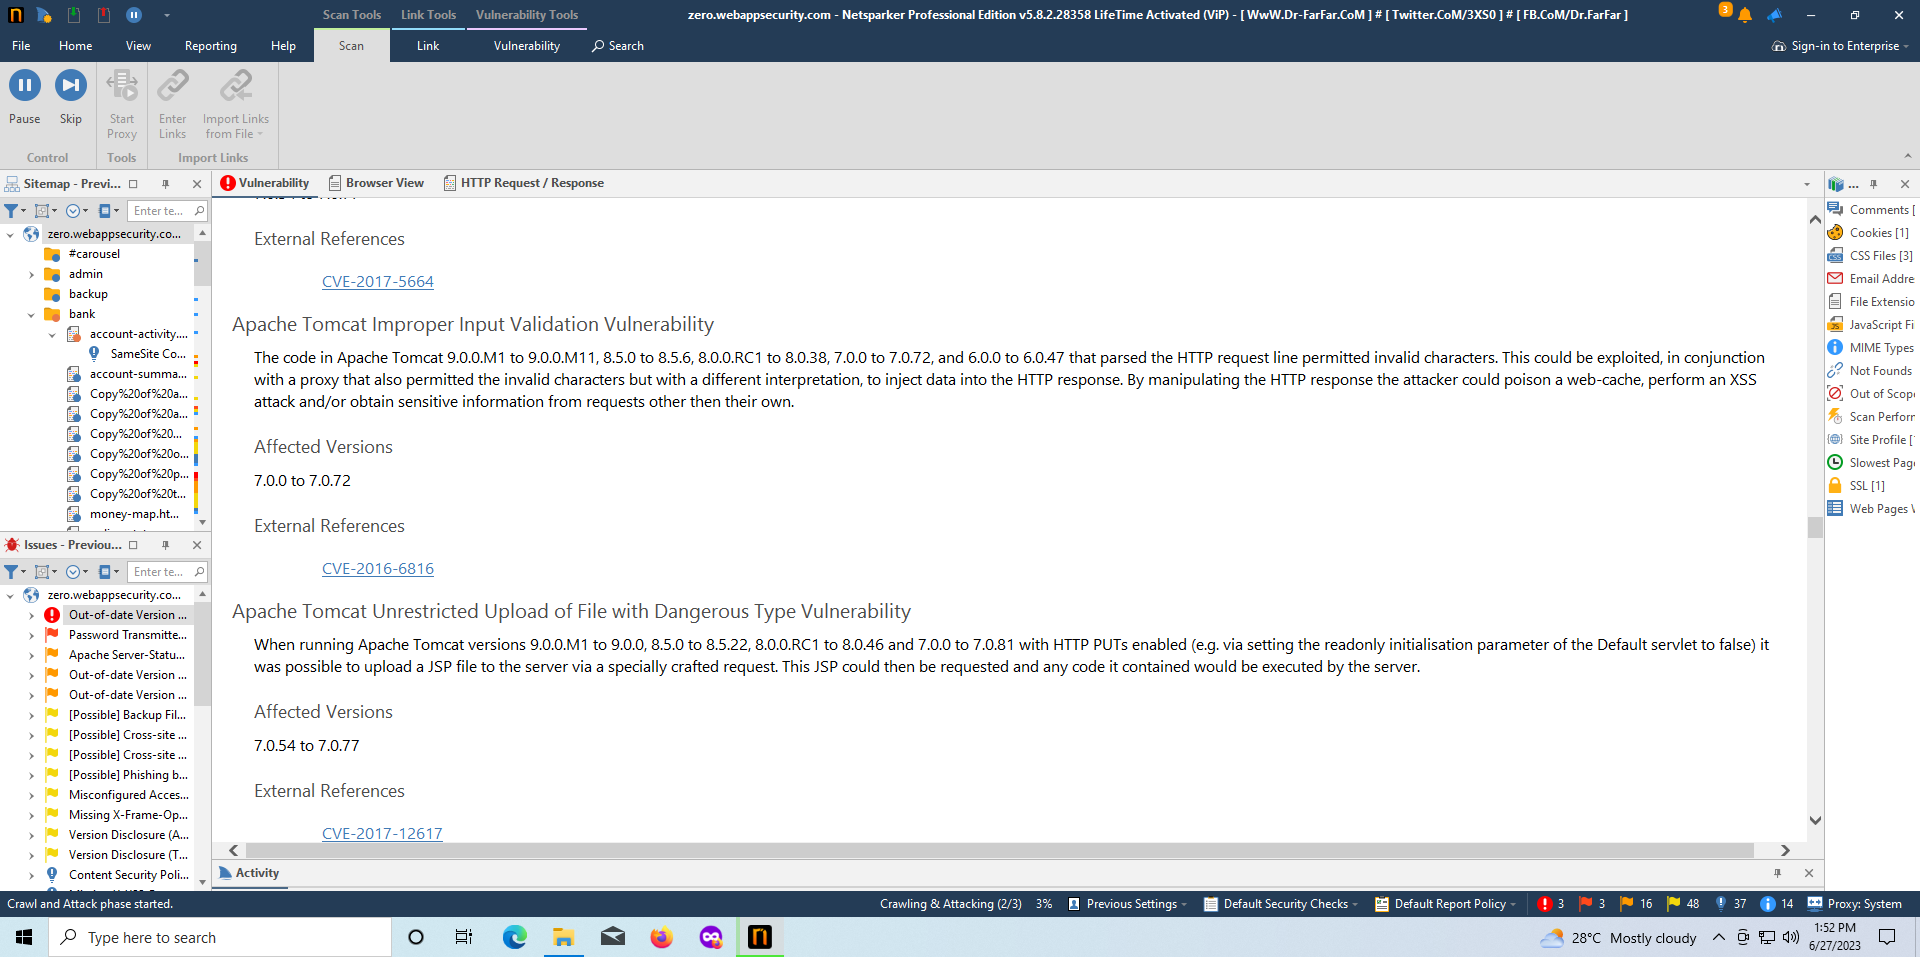 Scan Tools Link Tools Vulnerability Tools
zero.webappsecurity.com - Netsparker Professional Edition v5.8.2.28358 LifeTime Activated (ViP) - [ WwW.Dr-FarFar.CoM ] # [ Twitter.CoM/3XS0 ] # [ FB.CoM/Dr.FarFar ]
3
File Home View Reporting Help Scan Link Vulnerability Search
Sign-in to Enterprise
Pause
Skip
Start Proxy
Enter Links
Import Links from File
Control
Tools
Import Links
Sitemap - Previ...
Enter te...
zero.webappsecurity.co...
#carousel
admin
backup
bank
account-activity....
SameSite Co...
account-summa...
Copy%20of%20a...
Copy%20of%20a...
Copy%20of%20...
Copy%20of%20o...
Copy%20of%20p...
Copy%20of%20t...
money-map.ht...
Issues - Previou...
Enter te...
zero.webappsecurity.co...
Out-of-date Version ...
Password Transmitte...
Apache Server-Statu...
Out-of-date Version ...
Out-of-date Version ...
[Possible] Backup Fil...
[Possible] Cross-site ...
[Possible] Cross-site ...
[Possible] Phishing b...
Misconfigured Acces...
Missing X-Frame-Op...
Version Disclosure (A...
Version Disclosure (T...
Content Security Poli...
Vulnerability
Browser View
HTTP Request / Response
External References
CVE-2017-5664
Apache Tomcat Improper Input Validation Vulnerability
The code in Apache Tomcat 9.0.0.M1 to 9.0.0.M11, 8.5.0 to 8.5.6, 8.0.0.RC1 to 8.0.38, 7.0.0 to 7.0.72, and 6.0.0 to 6.0.47 that parsed the HTTP request line permitted invalid characters. This could be exploited, in conjunction
with a proxy that also permitted the invalid characters but with a different interpretation, to inject data into the HTTP response. By manipulating the HTTP response the attacker could poison a web-cache, perform an XSS
attack and/or obtain sensitive information from requests other then their own.
Affected Versions
7.0.0 to 7.0.72
External References
CVE-2016-6816
Apache Tomcat Unrestricted Upload of File with Dangerous Type Vulnerability
When running Apache Tomcat versions 9.0.0.M1 to 9.0.0, 8.5.0 to 8.5.22, 8.0.0.RC1 to 8.0.46 and 7.0.0 to 7.0.81 with HTTP PUTs enabled (e.g. via setting the readonly initialisation parameter of the Default servlet to false) it
was possible to upload a JSP file to the server via a specially crafted request. This JSP could then be requested and any code it contained would be executed by the server.
Affected Versions
7.0.54 to 7.0.77
External References
CVE-2017-12617
Activity
...
Comments [
Cookies [1]
CSS Files [3]
Email Addre
File Extensio
JavaScript Fi
MIME Types
Not Founds
Out of Scope
Scan Perforn
Site Profile [
Slowest Page
SSL [1]
Web Pages
Crawl and Attack phase started.
Crawling & Attacking (2/3) 3% Previous Settings Default Security Checks Default Report Policy 3 3 16 48 37 14 Proxy: System
Type here to search
28°C Mostly cloudy
1:52 PM
6/27/2023